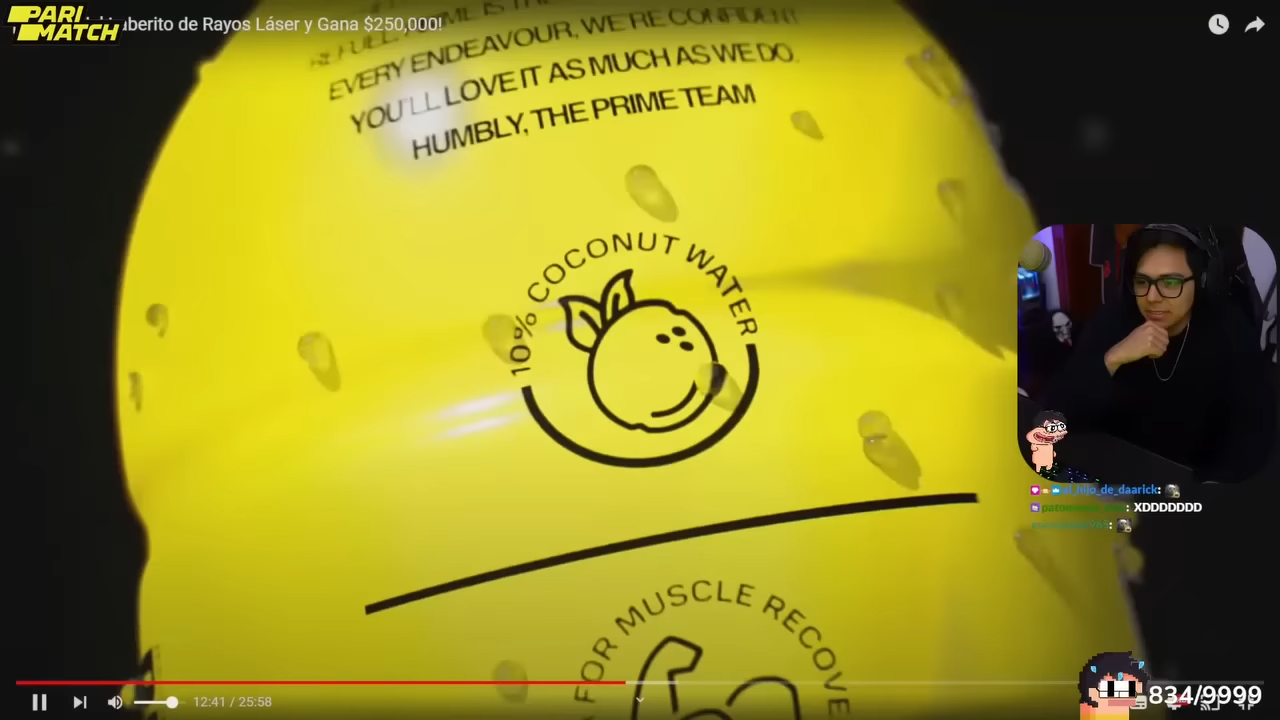 PARI
MATCH
berito de Rayos Láser y Gana $250,000!
EVERY ENDEAVOUR, WE'RE CONFIDENT
YOU'LL LOVE IT AS MUCH AS WE DO.
HUMBLY, THE PRIME TEAM
10% COCONUT WATER
FOR MUSCLE RECOVE
XDDDDDDD
12:41 / 25:58
834/9999